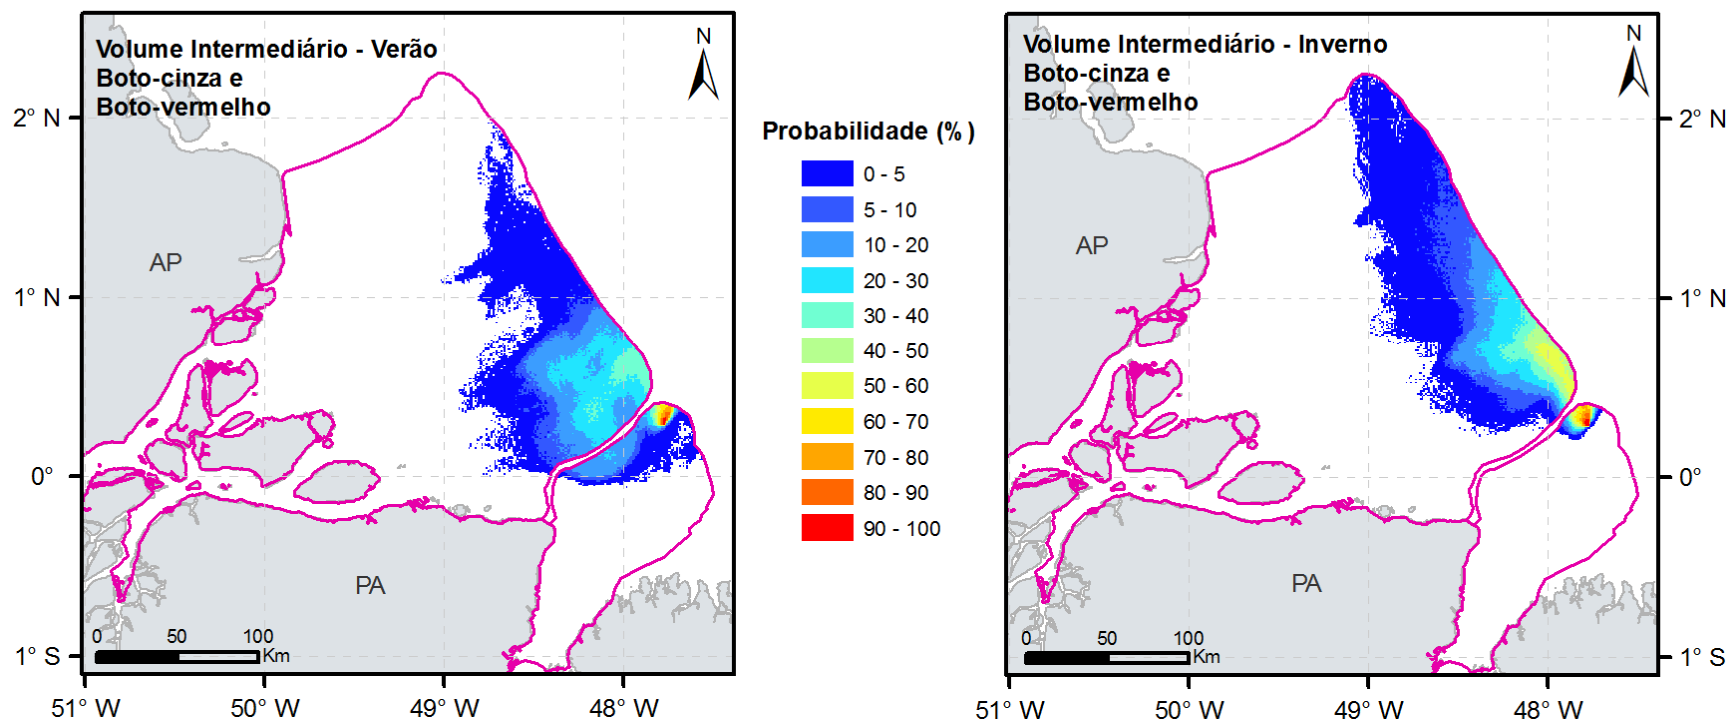 Volume Intermediário - Verão
Boto-cinza e
Boto-vermelho
N
2° N
1° N
0°
1° S
AP
PA
0 50 100
Km
51° W 50° W 49° W 48° W
Probabilidade (%)
0 - 5
5 - 10
10 - 20
20 - 30
30 - 40
40 - 50
50 - 60
60 - 70
70 - 80
80 - 90
90 - 100
Volume Intermediário - Inverno
Boto-cinza e
Boto-vermelho
N
2° N
1° N
0°
1° S
AP
PA
0 50 100
Km
51° W 50° W 49° W 48° W